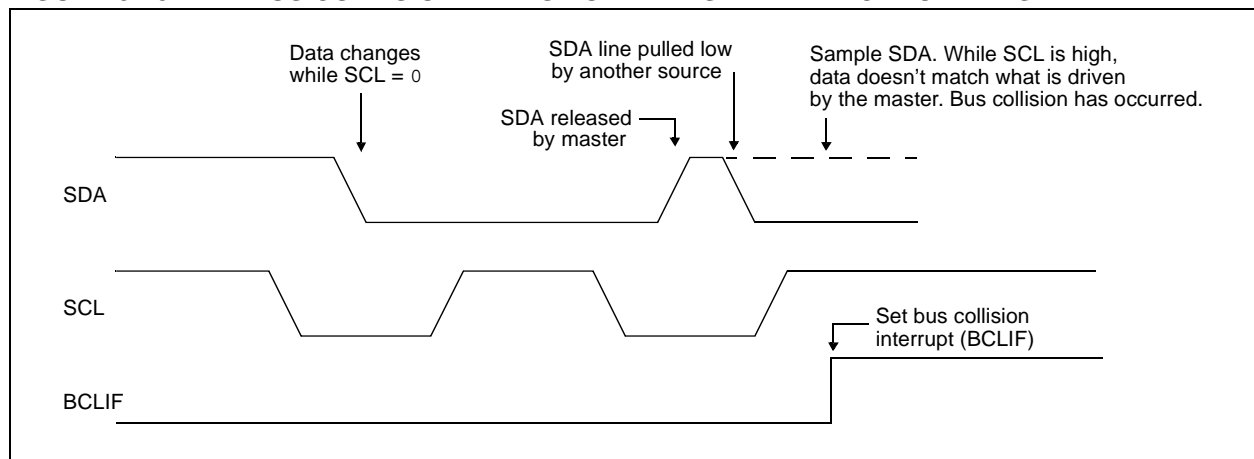 Data changes
while SCL = 0
SDA line pulled low
by another source
Sample SDA. While SCL is high,
data doesn't match what is driven
by the master. Bus collision has occurred.
SDA released
by master
SDA
SCL
Set bus collision
interrupt (BCLIF)
BCLIF